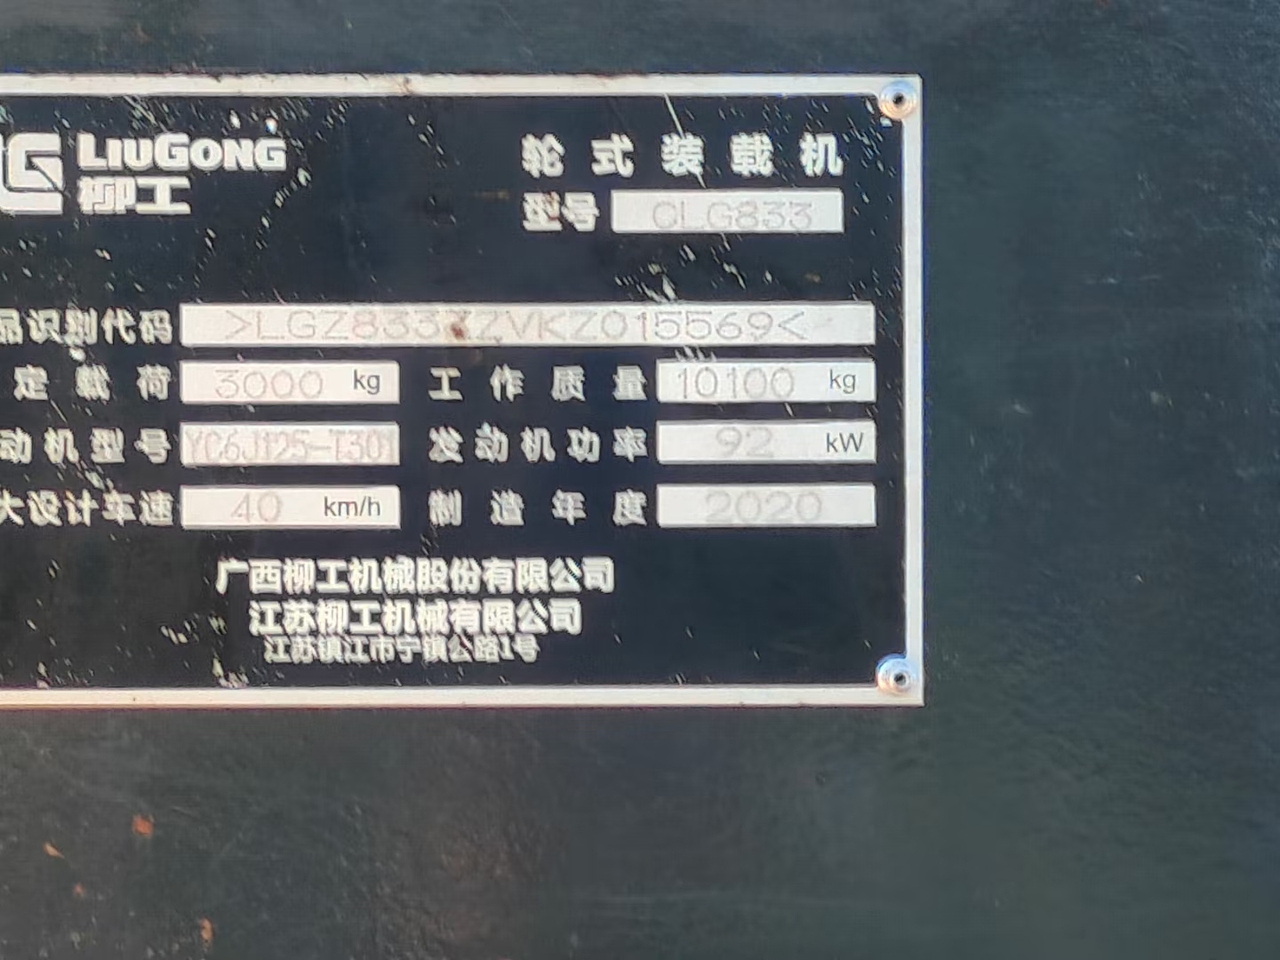 LIUGONG
柳工
轮式装载机
型号 CLG833
品识别代码 >LGZ833ZZVKZ015569<
定载荷 3000 kg 工作质量 10100 kg
动机型号 YC6J125-T301 发动机功率 92 kW
大设计车速 40 km/h 制造年度 2020
广西柳工机械股份有限公司
江苏柳工机械有限公司
江苏镇江市宁镇公路1号